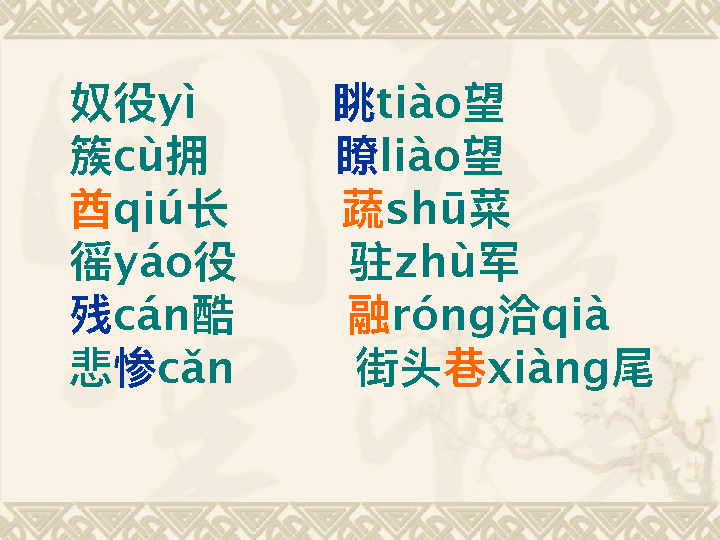 奴役yì 眺tiào望
簇cù拥 瞭liào望
酋qiú长 蔬shū菜
徭yáo役 驻zhù军
残cán酷 融róng洽qià
悲惨cǎn 街头巷xiàng尾